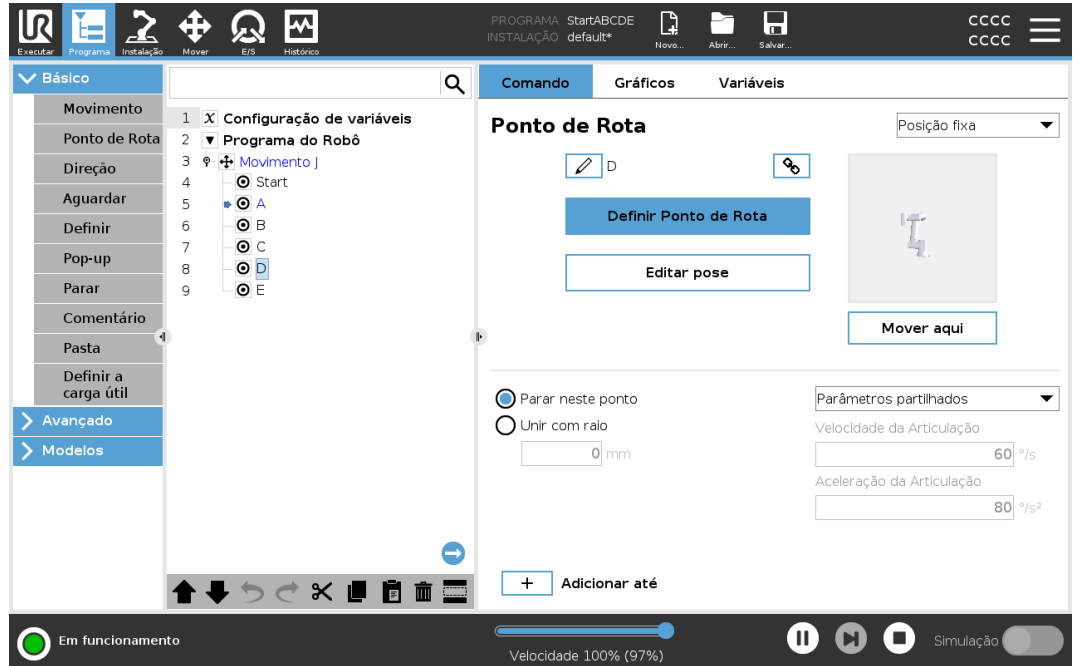 UR
Executar
Programa
Instalação
Mover
E/S
Histórico
PROGRAMA StartABCDE
INSTALAÇÃO default*
Novo...
Abrir...
Salvar...
CCCC
CCCC
Básico
Movimento
Ponto de Rota
Direção
Aguardar
Definir
Pop-up
Parar
Comentário
Pasta
Definir a
carga útil
Avançado
Modelos
1 X Configuração de variáveis
2 Programa do Robô
3 Movimento J
4 Start
5 A
6 B
7 C
8 D
9 E
Comando
Gráficos
Variáveis
Ponto de Rota
Posição fixa
D
Definir Ponto de Rota
Editar pose
Mover aqui
Parar neste ponto
Unir com raio
0 mm
Parâmetros partilhados
Velocidade da Articulação
60 °/s
Aceleração da Articulação
80 °/s²
+ Adicionar até
Em funcionamento
Velocidade 100% (97%)
Simulação